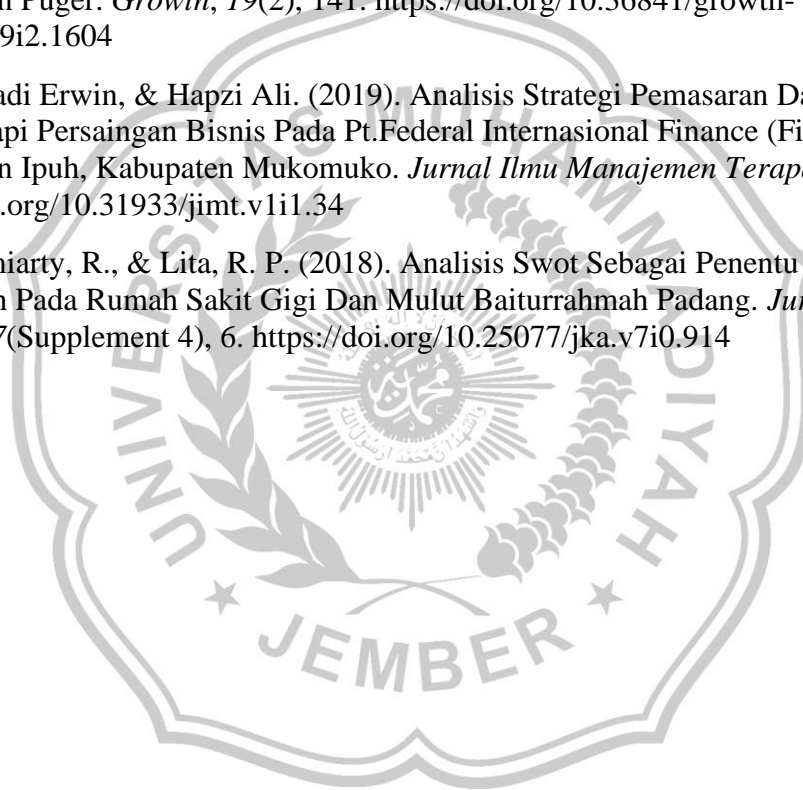 n Puger. Growth, 19(2), 141. https://doi.org/10.36841/growth-
9i2.1604
adi Erwin, & Hapzi Ali. (2019). Analisis Strategi Pemasaran Da
api Persaingan Bisnis Pada Pt.Federal Internasional Finance (Fi
n Ipuh, Kabupaten Mukomuko. Jurnal Ilmu Manajemen Terapa
.org/10.31933/jimt.v1i1.34
niarty, R., & Lita, R. P. (2018). Analisis Swot Sebagai Penentu
n Pada Rumah Sakit Gigi Dan Mulut Baiturrahmah Padang. Jur
7(Supplement 4), 6. https://doi.org/10.25077/jka.v7i0.914
UNIVERSITAS MUHAMMADIYAH
JEMBER